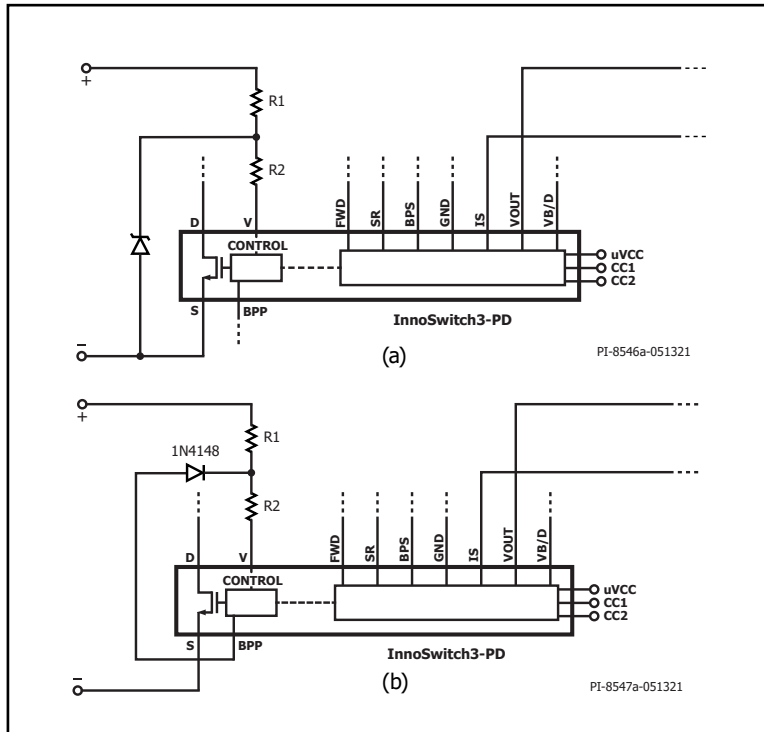 +
R1
R2
D
V
FWD
SR
BPS
GND
IS
VOUT
VB/D
CONTROL
uVCC
CC1
CC2
S
BPP
InnoSwitch3-PD
−
(a)
PI-8546a-051321
+
R1
1N4148
R2
D
V
FWD
SR
BPS
GND
IS
VOUT
VB/D
CONTROL
uVCC
CC1
CC2
S
BPP
InnoSwitch3-PD
−
(b)
PI-8547a-051321